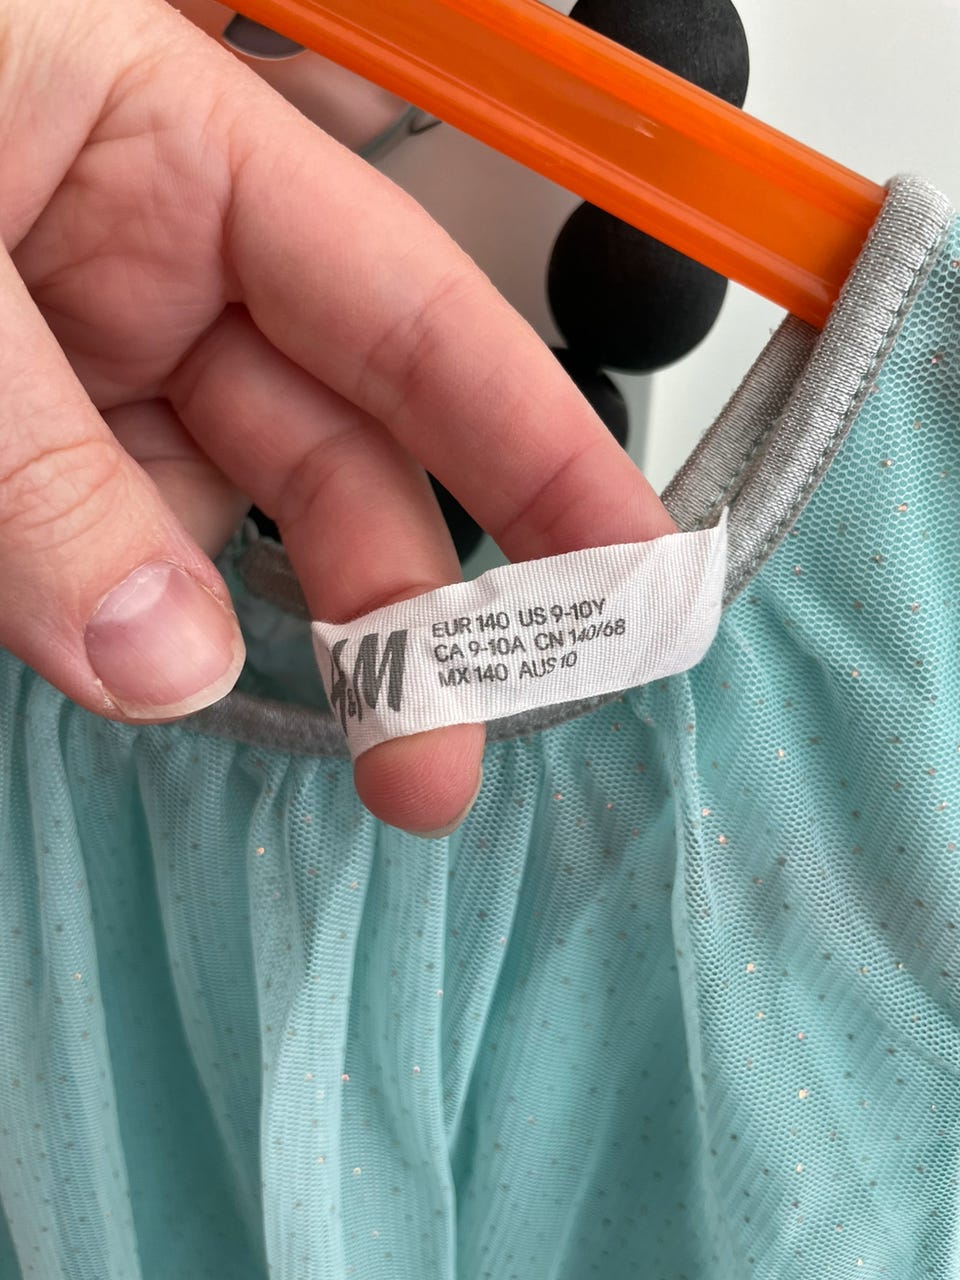 H&M
EUR 140 US 9-10Y
CA 9-10A CN 140/68
MX 140 AUS 10